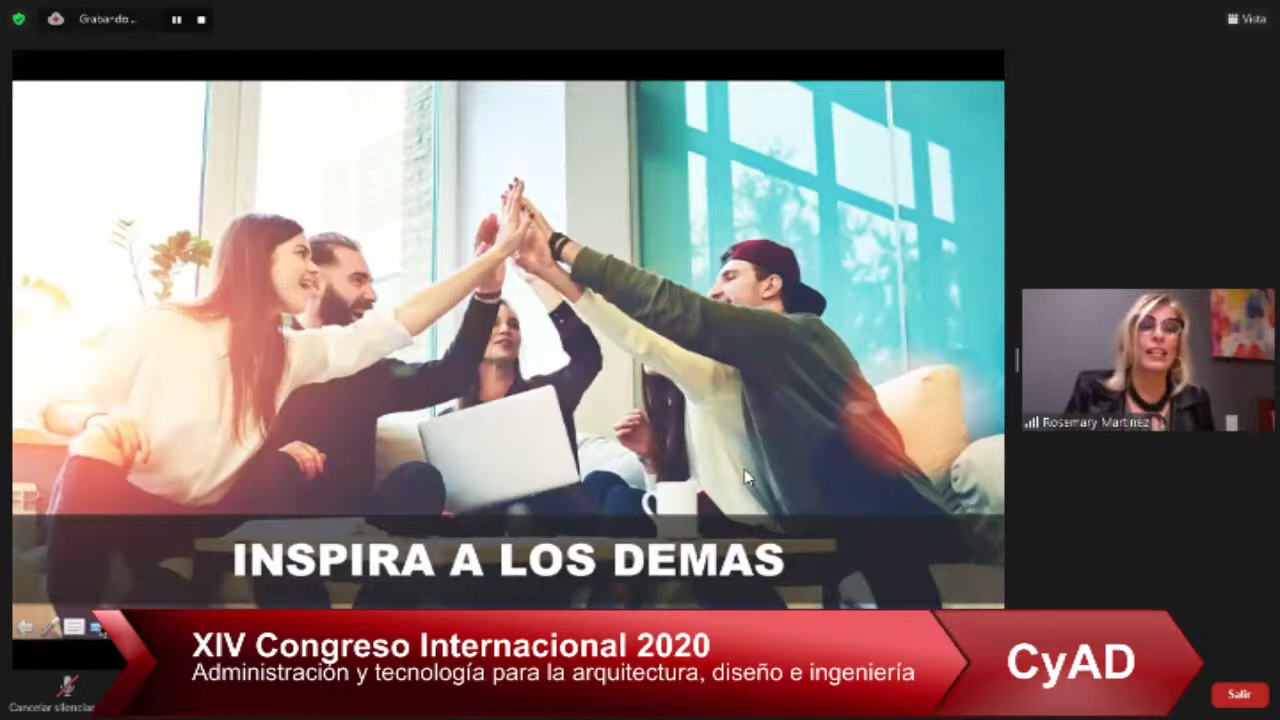 Grabando...
Vista
Rosemary Martinez
INSPIRA A LOS DEMAS
XIV Congreso Internacional 2020
Administración y tecnología para la arquitectura, diseño e ingeniería
CyAD
Cancelar silenciar
Salir